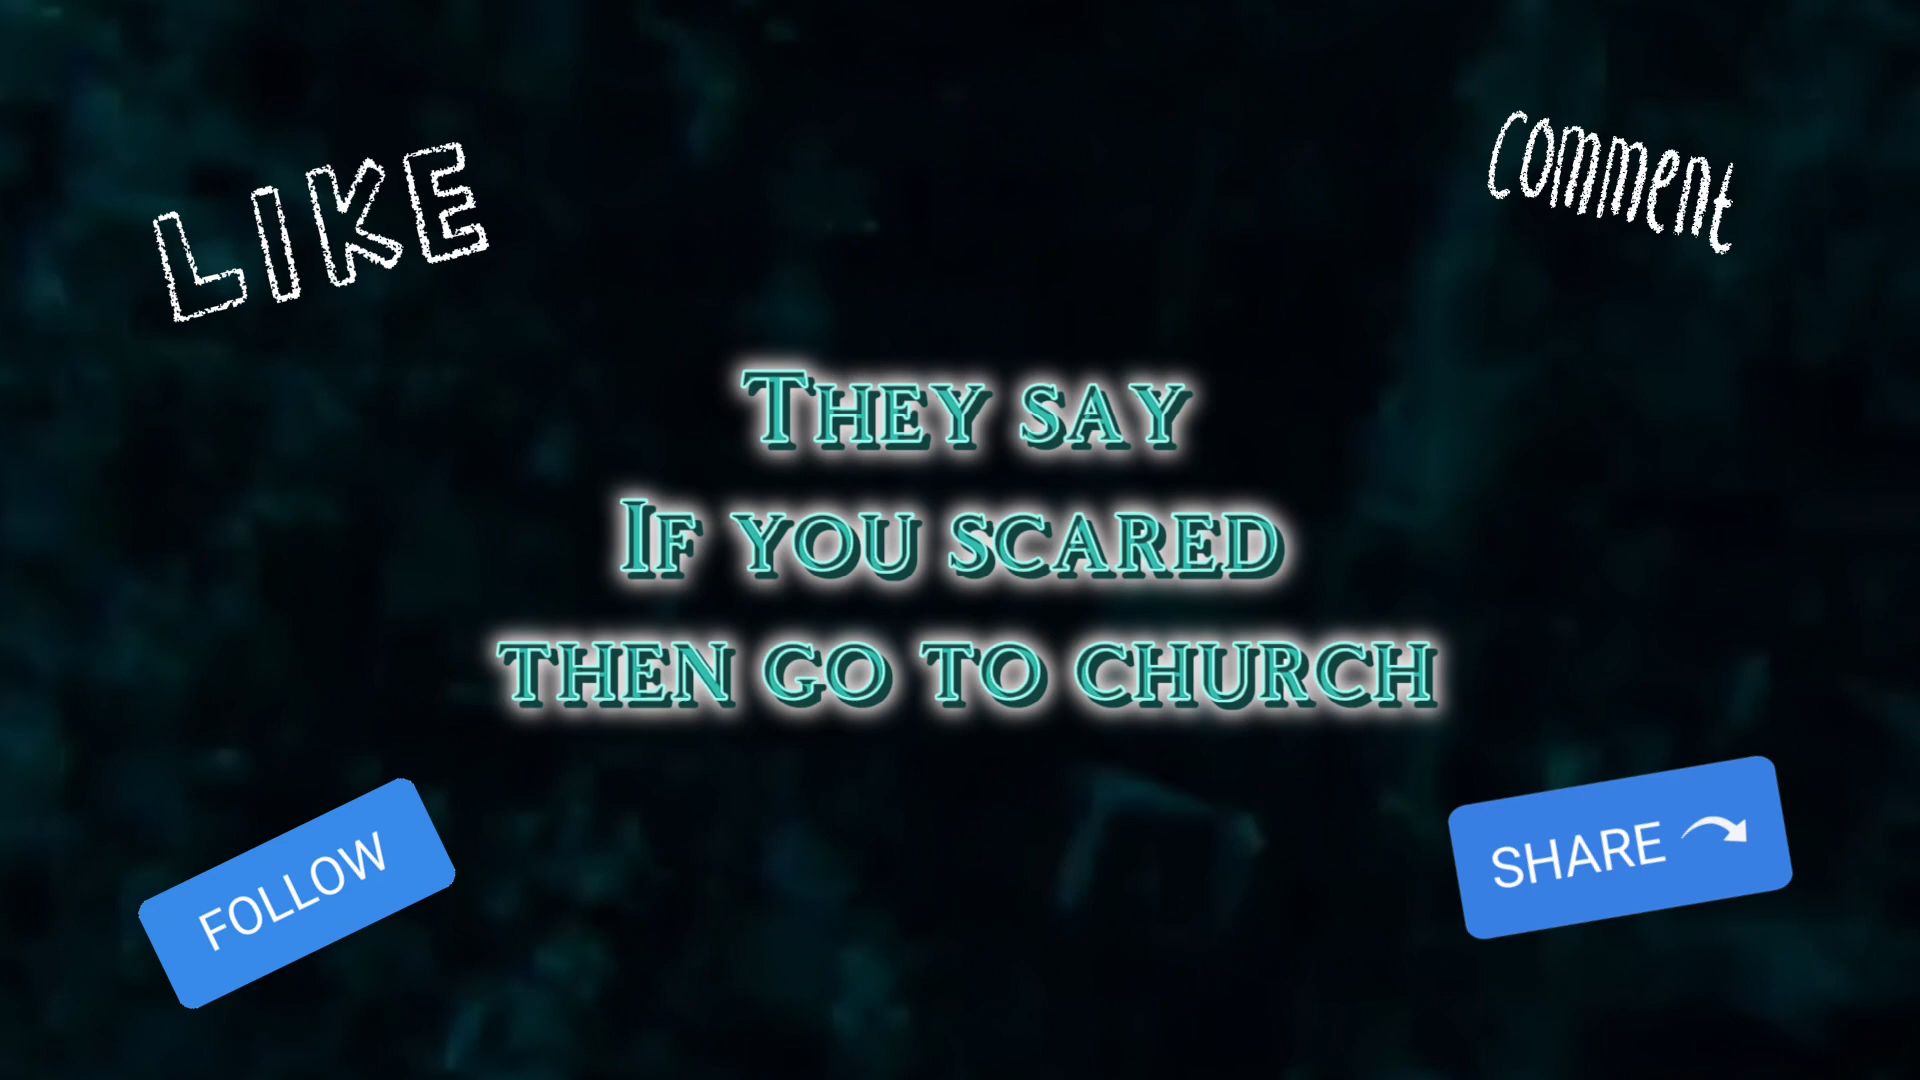 LIKE
comment
They say
If you scared
then go to church
FOLLOW
SHARE